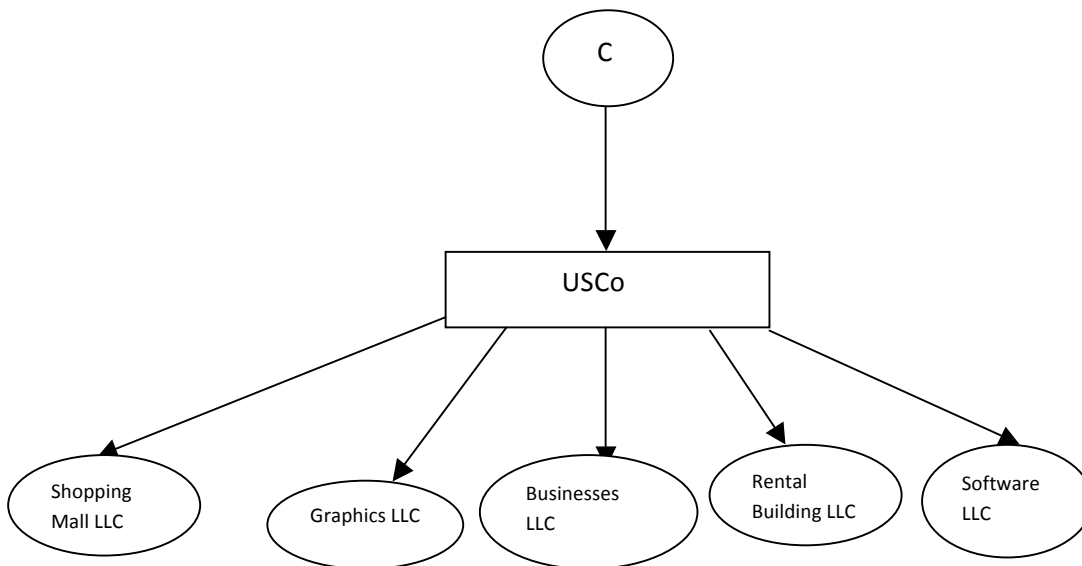 C
USCo
Shopping
Mall LLC
Graphics LLC
Businesses
LLC
Rental
Building LLC
Software
LLC